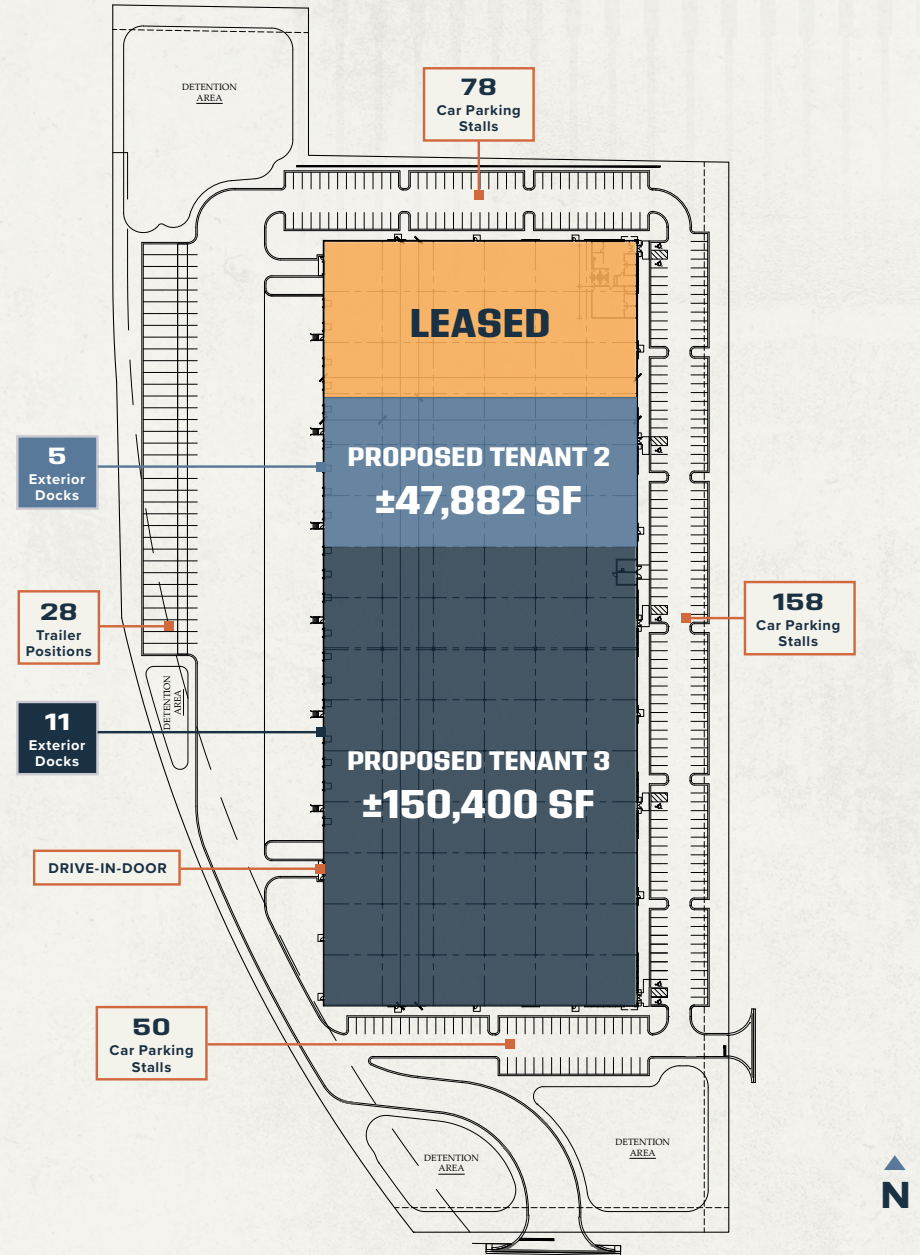 DETENTION
AREA
78
Car Parking
Stalls
LEASED
PROPOSED TENANT 2
±47,882 SF
5
Exterior
Docks
28
Trailer
Positions
158
Car Parking
Stalls
DETENTION
AREA
11
Exterior
Docks
PROPOSED TENANT 3
±150,400 SF
DRIVE-IN-DOOR
50
Car Parking
Stalls
DETENTION
AREA
DETENTION
AREA
N